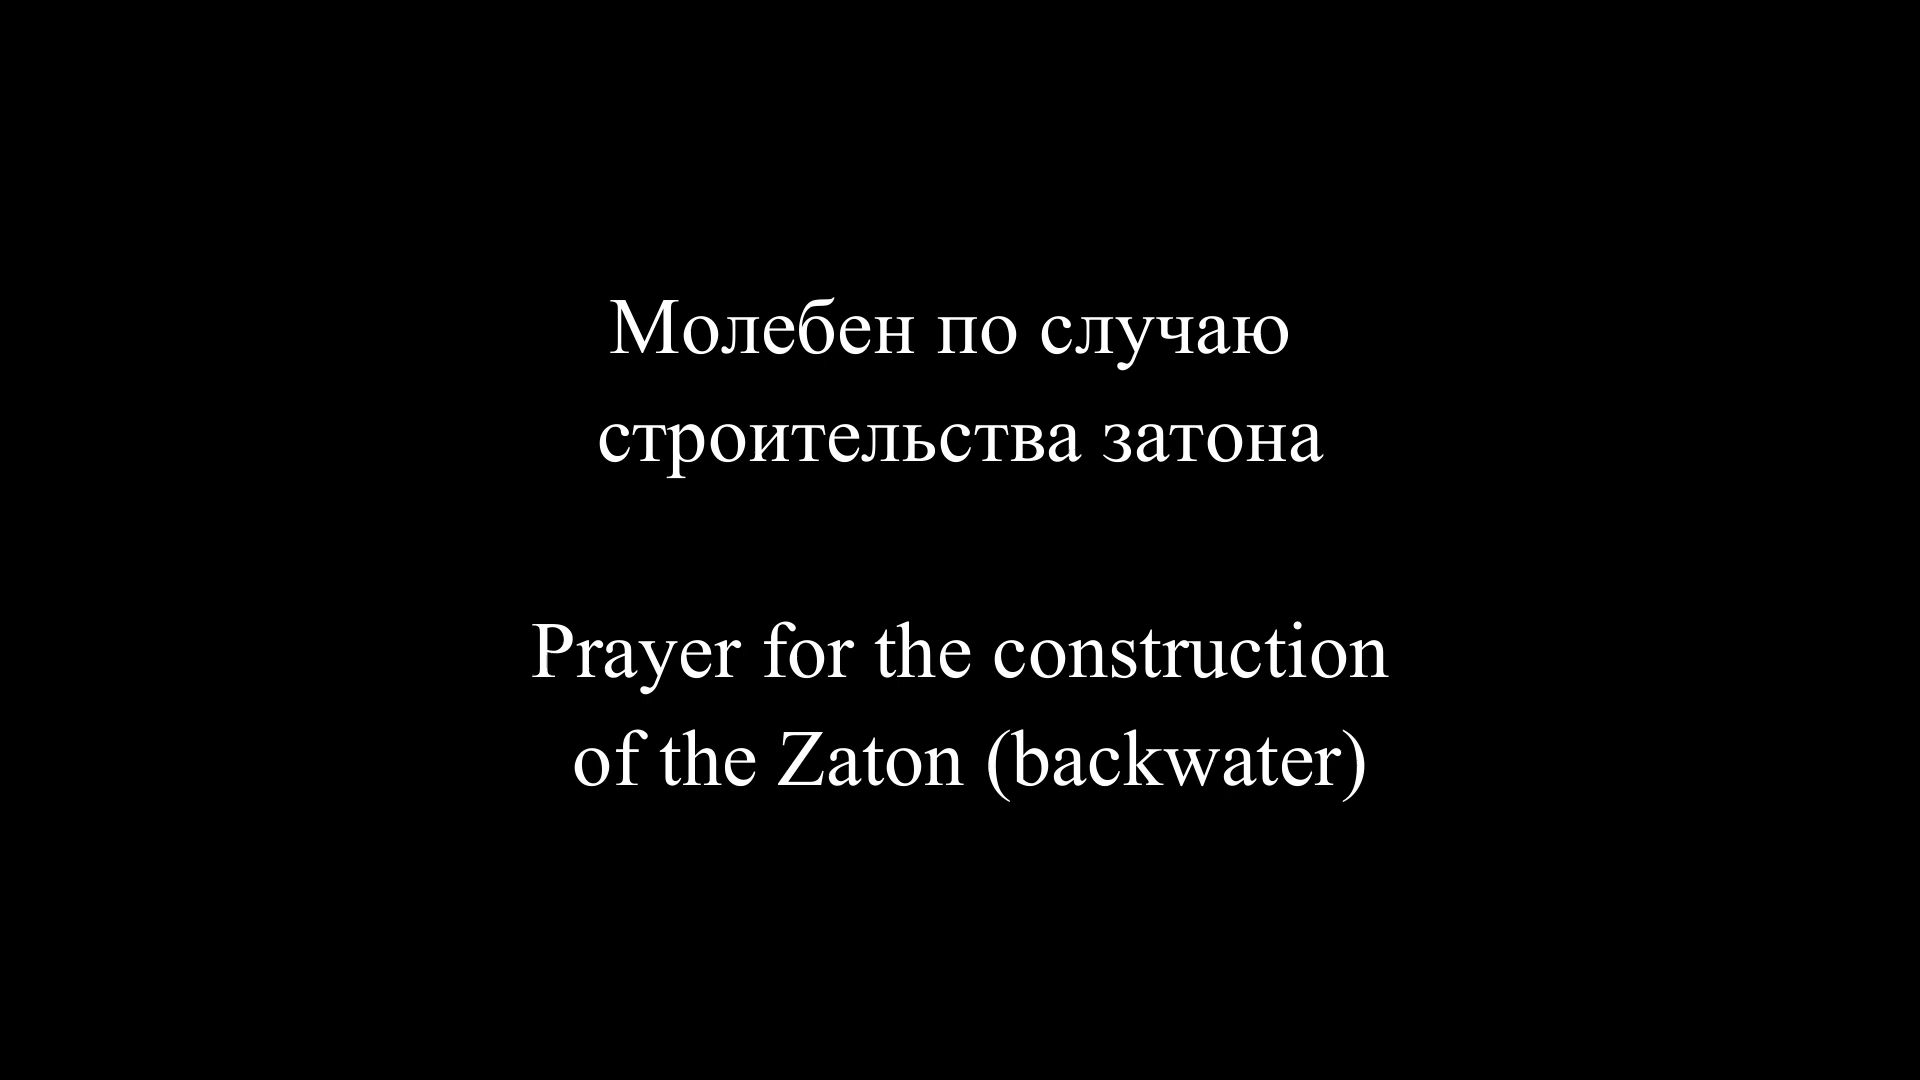 Молебен по случаю
строительства затона
Prayer for the construction
of the Zaton (backwater)